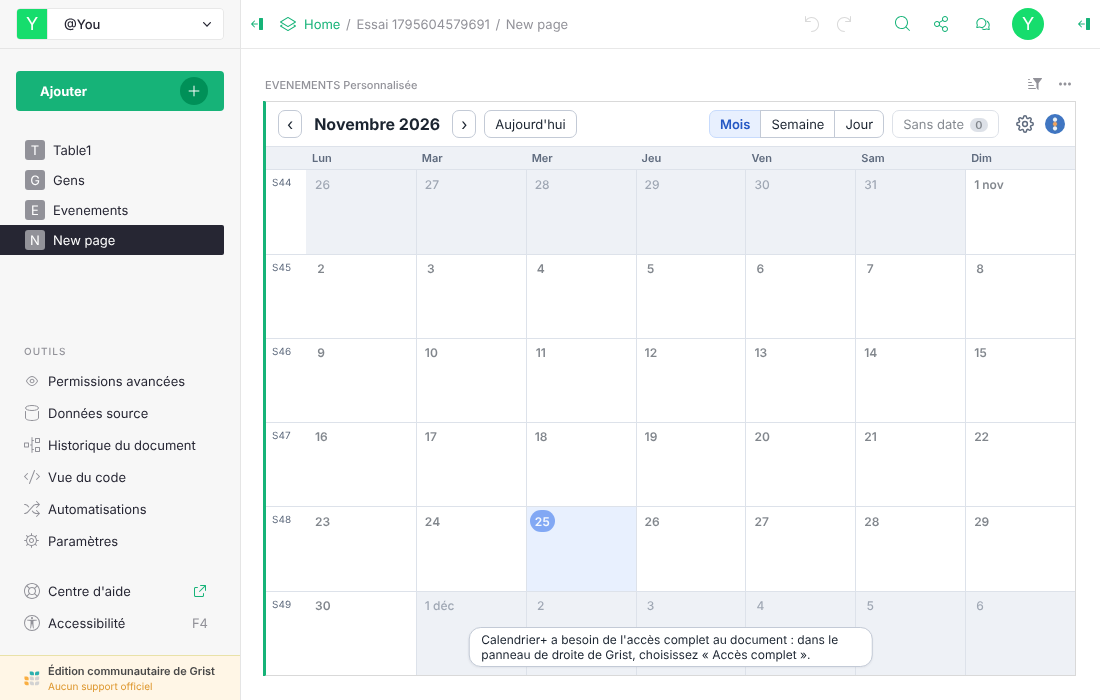 Y @You
Home / Essai 1795604579691 / New page
Y
Ajouter
T Table1
G Gens
E Evenements
N New page
OUTILS
Permissions avancées
Données source
Historique du document
Vue du code
Automatisations
Paramètres
Centre d'aide
Accessibilité F4
Édition communautaire de Grist
Aucun support officiel
EVENEMENTS Personnalisée
Novembre 2026 Aujourd'hui Mois Semaine Jour Sans date 0
Lun Mar Mer Jeu Ven Sam Dim
S44 26 27 28 29 30 31 1 nov
S45 2 3 4 5 6 7 8
S46 9 10 11 12 13 14 15
S47 16 17 18 19 20 21 22
S48 23 24 25 26 27 28 29
S49 30 1 déc 2 3 4 5 6
Calendrier+ a besoin de l'accès complet au document : dans le
panneau de droite de Grist, choisissez « Accès complet ».